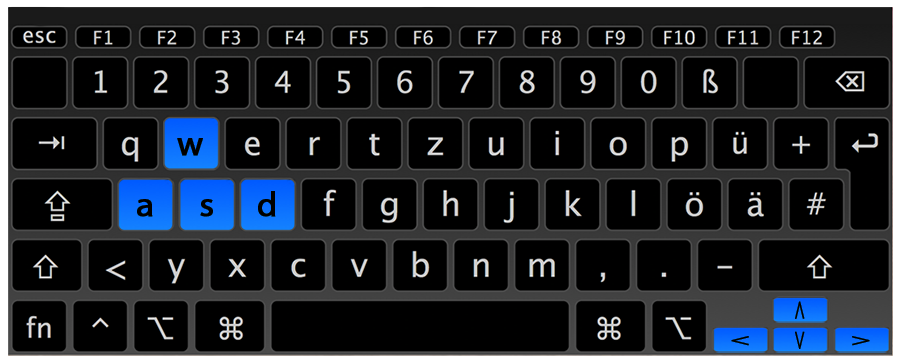 esc F1 F2 F3 F4 F5 F6 F7 F8 F9 F10 F11 F12
1 2 3 4 5 6 7 8 9 0 ß
q w e r t z u i o p ü +
a s d f g h j k l ö ä #
< y x c v b n m , . –
fn ^ ⌥ ⌘ ⌘ ⌥ < ∧ ∨ >